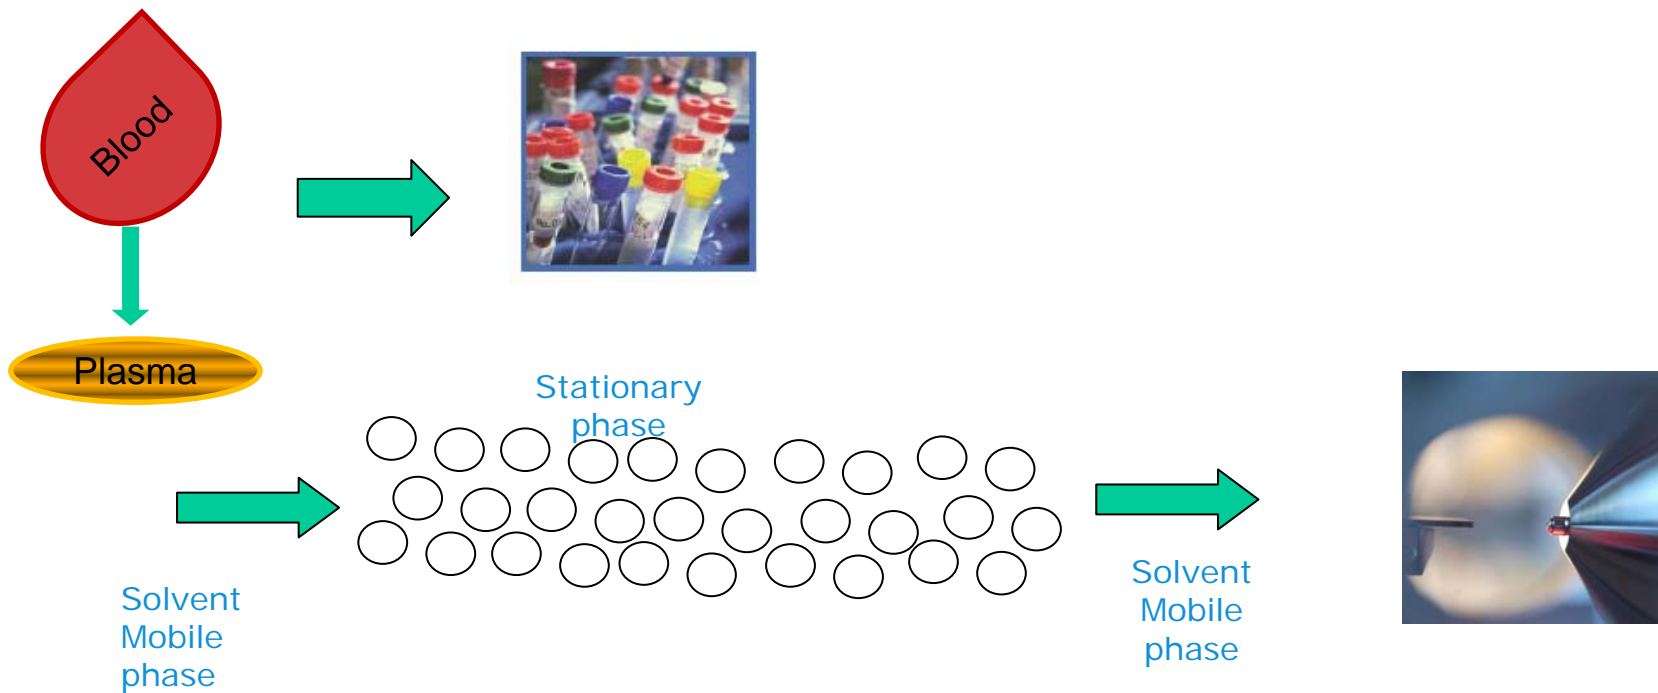 Blood
Plasma
Stationary
phase
Solvent
Mobile
phase
Solvent
Mobile
phase